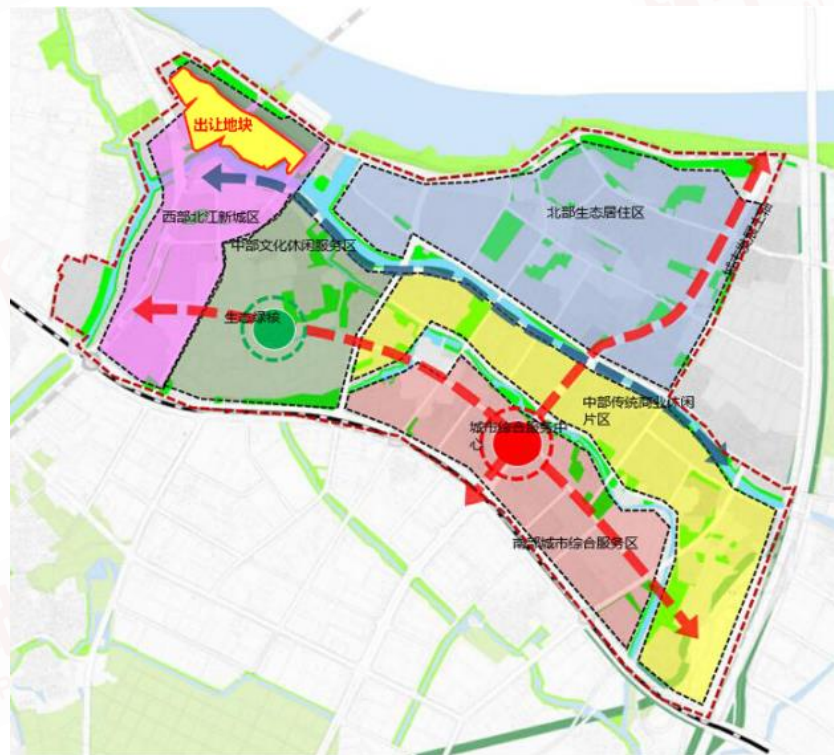 出让地块
西部北江新城区
北部生态居住区
中部文化休闲服务区
生态绿核
中部传统商业休闲
片区
城市综合服务中
心
南部城市综合服务区